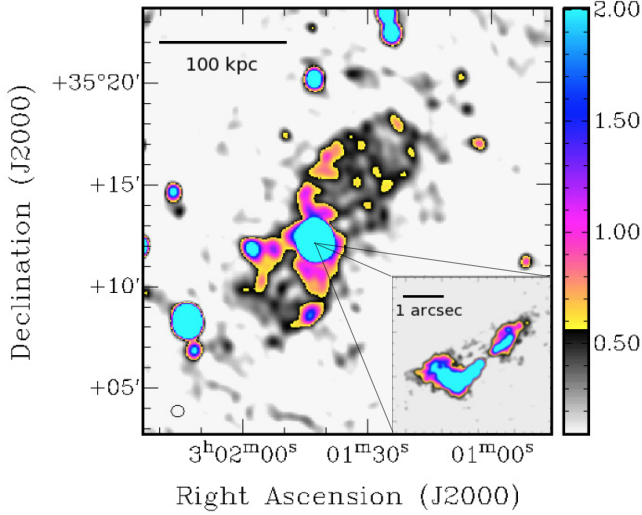 100 kpc
2.00
+35°20′
1.50
+15′
1.00
+10′
1 arcsec
0.50
+05′
Declination (J2000)
3ʰ02ᵐ00ˢ 01ᵐ30ˢ 01ᵐ00ˢ
Right Ascension (J2000)